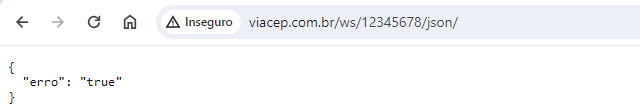 Inseguro viacep.com.br/ws/12345678/json/
{
"erro": "true"
}